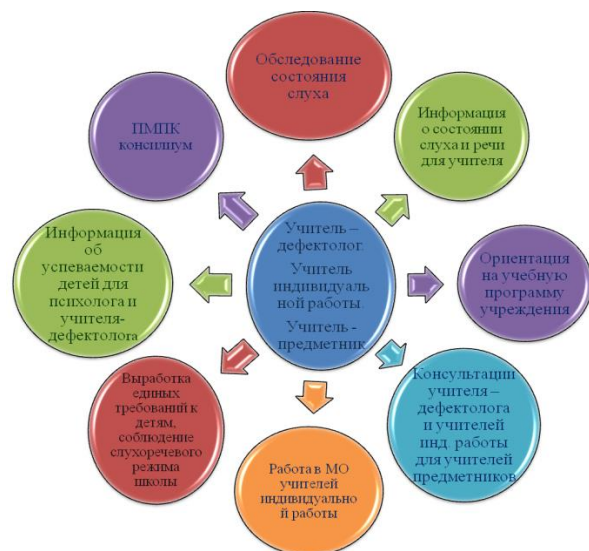 Обследование
состояния
слуха
Информация
о состоянии
слуха и речи
для учителя
Ориентация
на учебную
программу
учреждения
Консультации
учителя –
дефектолога
и учителей
инд. работы
для учителей
предметников
Работа в МО
учителей
индивидуально
й работы
Выработка
единых
требований к
детям,
соблюдение
слухоречевого
режима
школы
Информация
об
успеваемости
детей для
психолога и
учителя-
дефектолога
ПМПК
консилиум
Учитель –
дефектолог.
Учитель
индивидуаль
ной работы.
Учитель -
предметник